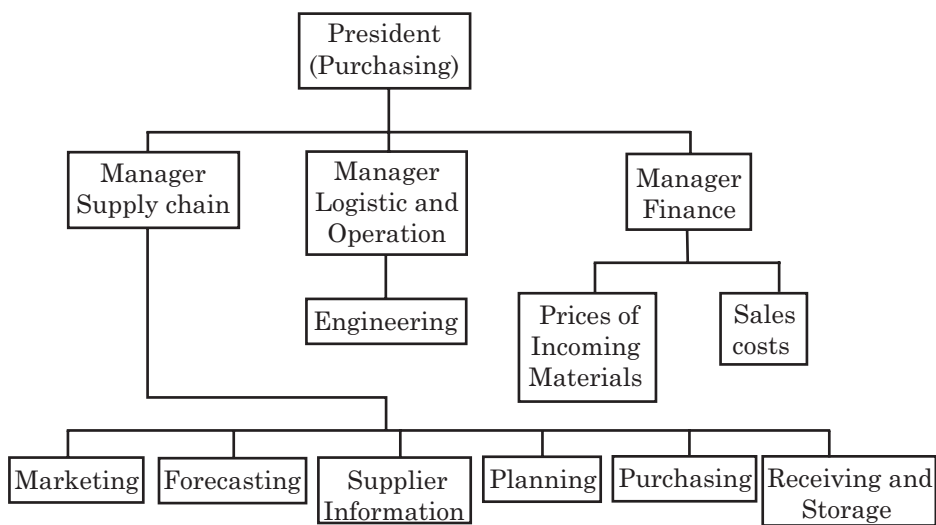 President
(Purchasing)
Manager
Supply chain
Manager
Logistic and
Operation
Manager
Finance
Engineering
Prices of
Incoming
Materials
Sales
costs
Marketing
Forecasting
Supplier
Information
Planning
Purchasing
Receiving and
Storage